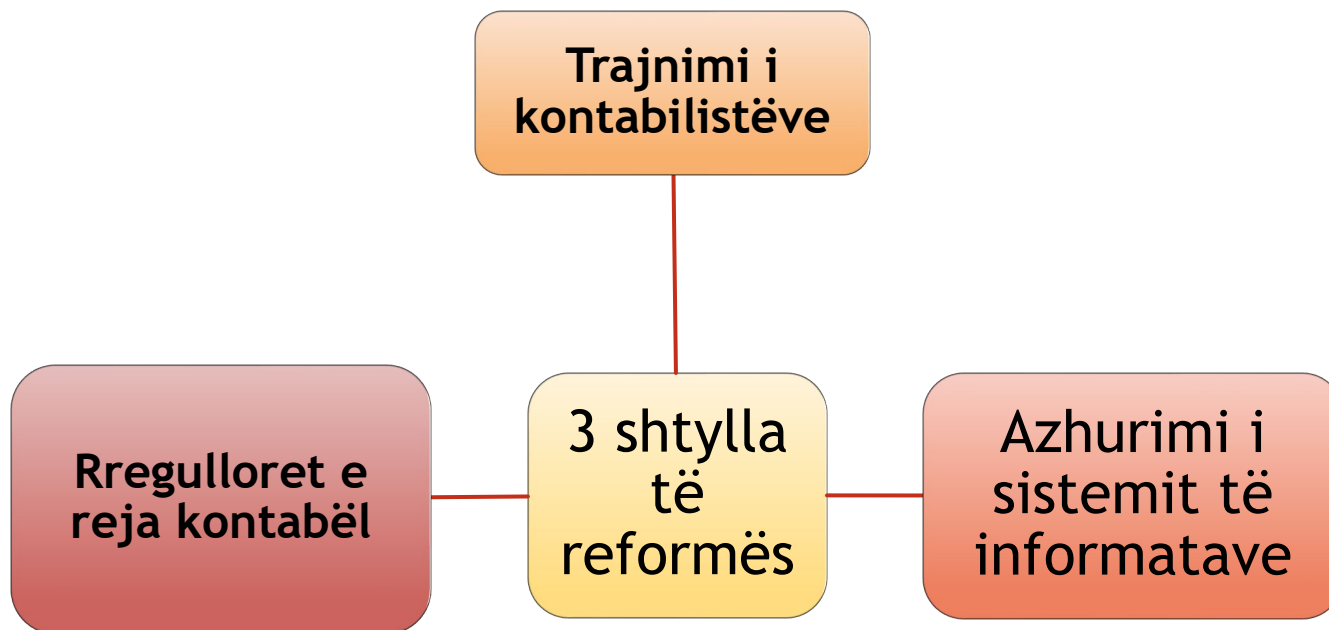 Trajnimi i
kontabilistëve
Rregulloret e
reja kontabël
3 shtylla
të
reformës
Azhurimi i
sistemit të
informatave